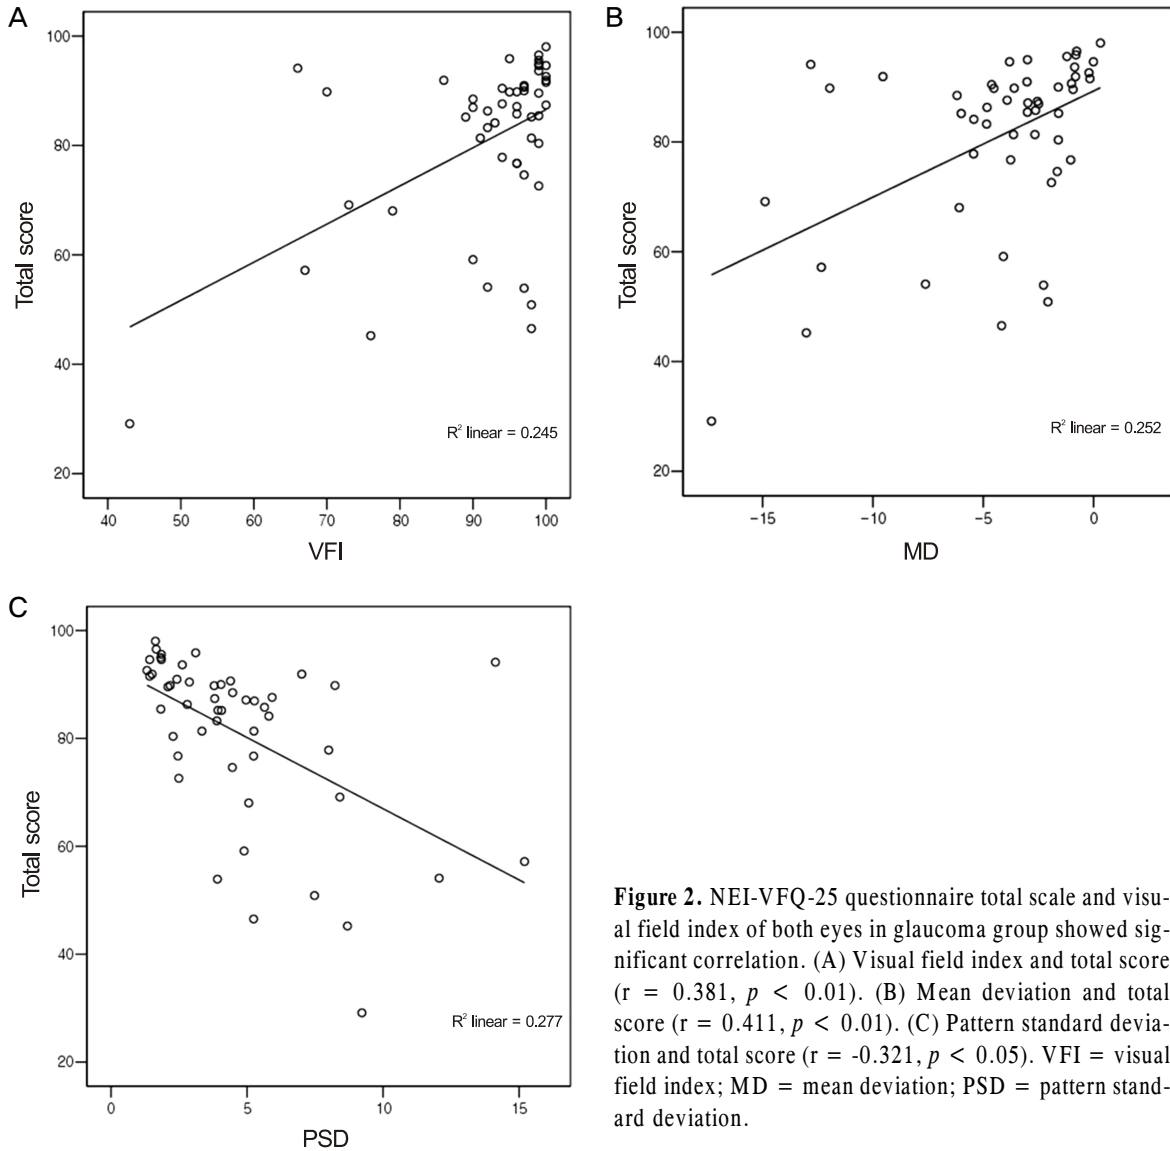 A
100
80
60
40
20
Total score
R² linear = 0.245
40 50 60 70 80 90 100
VFI
B
100
80
60
40
20
Total score
R² linear = 0.252
−15 −10 −5 0
MD
C
100
80
60
40
20
Total score
R² linear = 0.277
0 5 10 15
PSD
Figure 2. NEI-VFQ-25 questionnaire total scale and visu-
al field index of both eyes in glaucoma group showed sig-
nificant correlation. (A) Visual field index and total score
(r = 0.381, p < 0.01). (B) Mean deviation and total
score (r = 0.411, p < 0.01). (C) Pattern standard devia-
tion and total score (r = -0.321, p < 0.05). VFI = visual
field index; MD = mean deviation; PSD = pattern stand-
ard deviation.